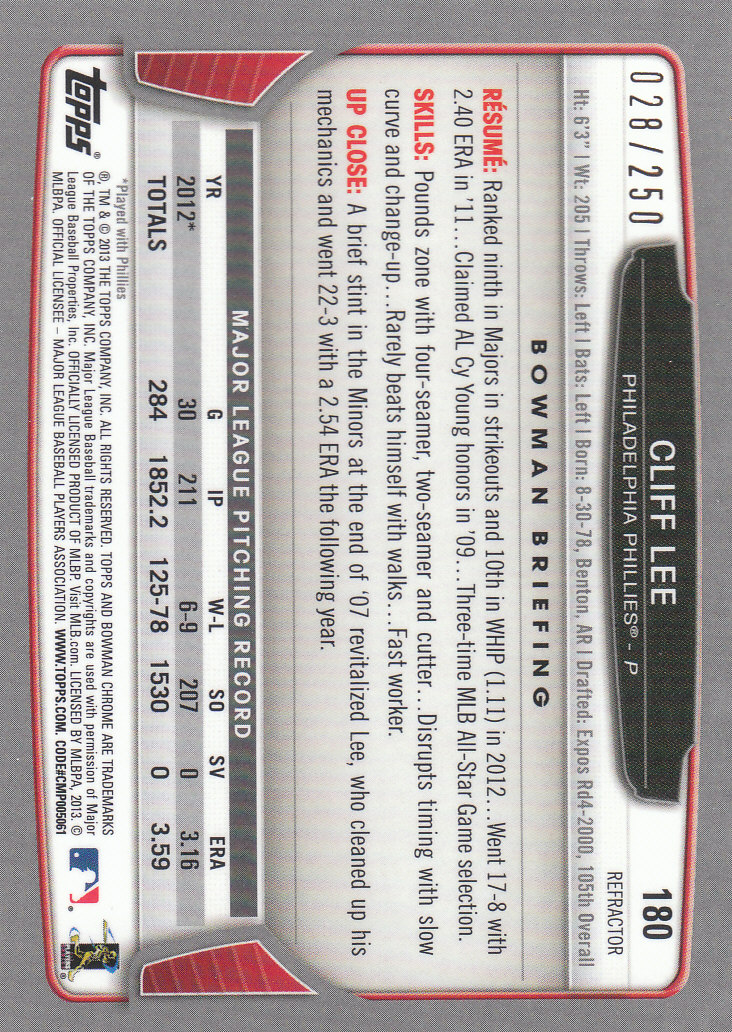 028/250
CLIFF LEE
PHILADELPHIA PHILLIES® - P
180
REFRACTOR
Ht: 6'3" | Wt: 205 | Throws: Left | Bats: Left | Born: 8-30-78, Benton, AR | Drafted: Expos Rd4-2000, 105th Overall
BOWMAN BRIEFING
RÉSUMÉ: Ranked ninth in Majors in strikeouts and 10th in WHIP (1.11) in 2012...Went 17-8 with
2.40 ERA in '11...Claimed AL Cy Young honors in '09...Three-time MLB All-Star Game selection.
SKILLS: Pounds zone with four-seamer, two-seamer and cutter...Disrupts timing with slow
curve and change-up...Rarely beats himself with walks...Fast worker.
UP CLOSE: A brief stint in the Minors at the end of '07 revitalized Lee, who cleaned up his
mechanics and went 22-3 with a 2.54 ERA the following year.
MAJOR LEAGUE PITCHING RECORD
YR G IP W-L SO SV ERA
2012* 30 211 6-9 207 0 3.16
TOTALS 284 1852.2 125-78 1530 0 3.59
*Played with Phillies
®, TM & © 2013 THE TOPPS COMPANY, INC. ALL RIGHTS RESERVED. TOPPS AND BOWMAN CHROME ARE TRADEMARKS
OF THE TOPPS COMPANY, INC. Major League Baseball trademarks and copyrights are used with permission of Major
League Baseball Properties, Inc. OFFICIALLY LICENSED PRODUCT OF MLBP. Visit MLB.com. LICENSED BY MLBPA, 2013. ©
MLBPA. OFFICIAL LICENSEE – MAJOR LEAGUE BASEBALL PLAYERS ASSOCIATION. WWW.TOPPS.COM. CODE#CMP005061
Topps®